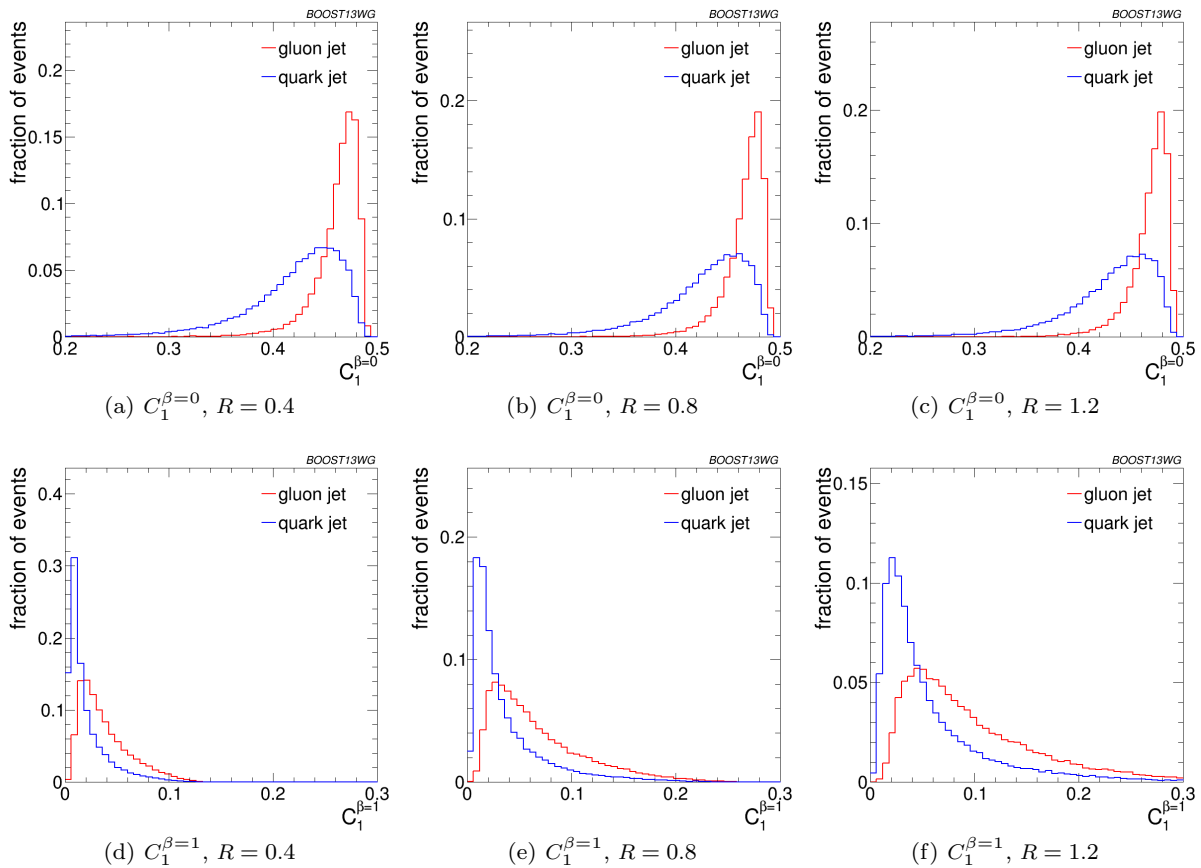 BOOST13WG
fraction of events
gluon jet
quark jet
0.2
0.15
0.1
0.05
0
0.2 0.3 0.4 0.5
C₁^{β=0}
(a) C₁^{β=0}, R = 0.4
BOOST13WG
fraction of events
gluon jet
quark jet
0.2
0.1
0
0.2 0.3 0.4 0.5
C₁^{β=0}
(b) C₁^{β=0}, R = 0.8
BOOST13WG
fraction of events
gluon jet
quark jet
0.2
0.1
0
0.2 0.3 0.4 0.5
C₁^{β=0}
(c) C₁^{β=0}, R = 1.2
BOOST13WG
fraction of events
gluon jet
quark jet
0.4
0.3
0.2
0.1
0
0 0.1 0.2 0.3
C₁^{β=1}
(d) C₁^{β=1}, R = 0.4
BOOST13WG
fraction of events
gluon jet
quark jet
0.2
0.1
0
0 0.1 0.2 0.3
C₁^{β=1}
(e) C₁^{β=1}, R = 0.8
BOOST13WG
fraction of events
gluon jet
quark jet
0.15
0.1
0.05
0
0 0.1 0.2 0.3
C₁^{β=1}
(f) C₁^{β=1}, R = 1.2